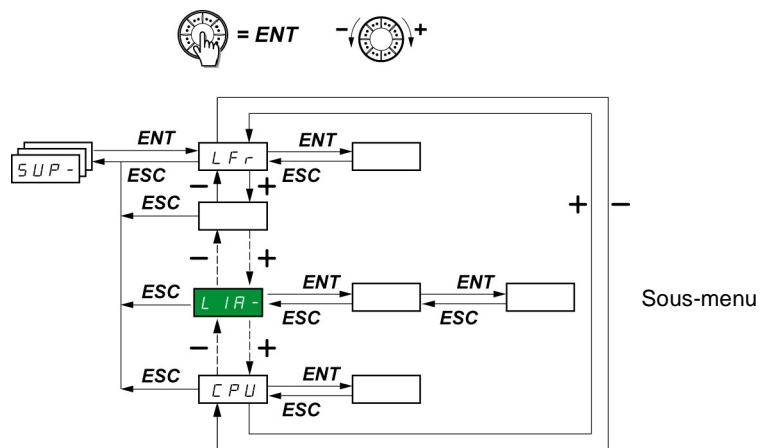 = ENT
- +
ENT
SUP-
LFr
ENT
ESC
ESC
- +
ESC
+ -
- +
ESC
LIA-
ENT
ESC
ENT
ESC
Sous-menu
- +
ESC
CPU
ENT
ESC